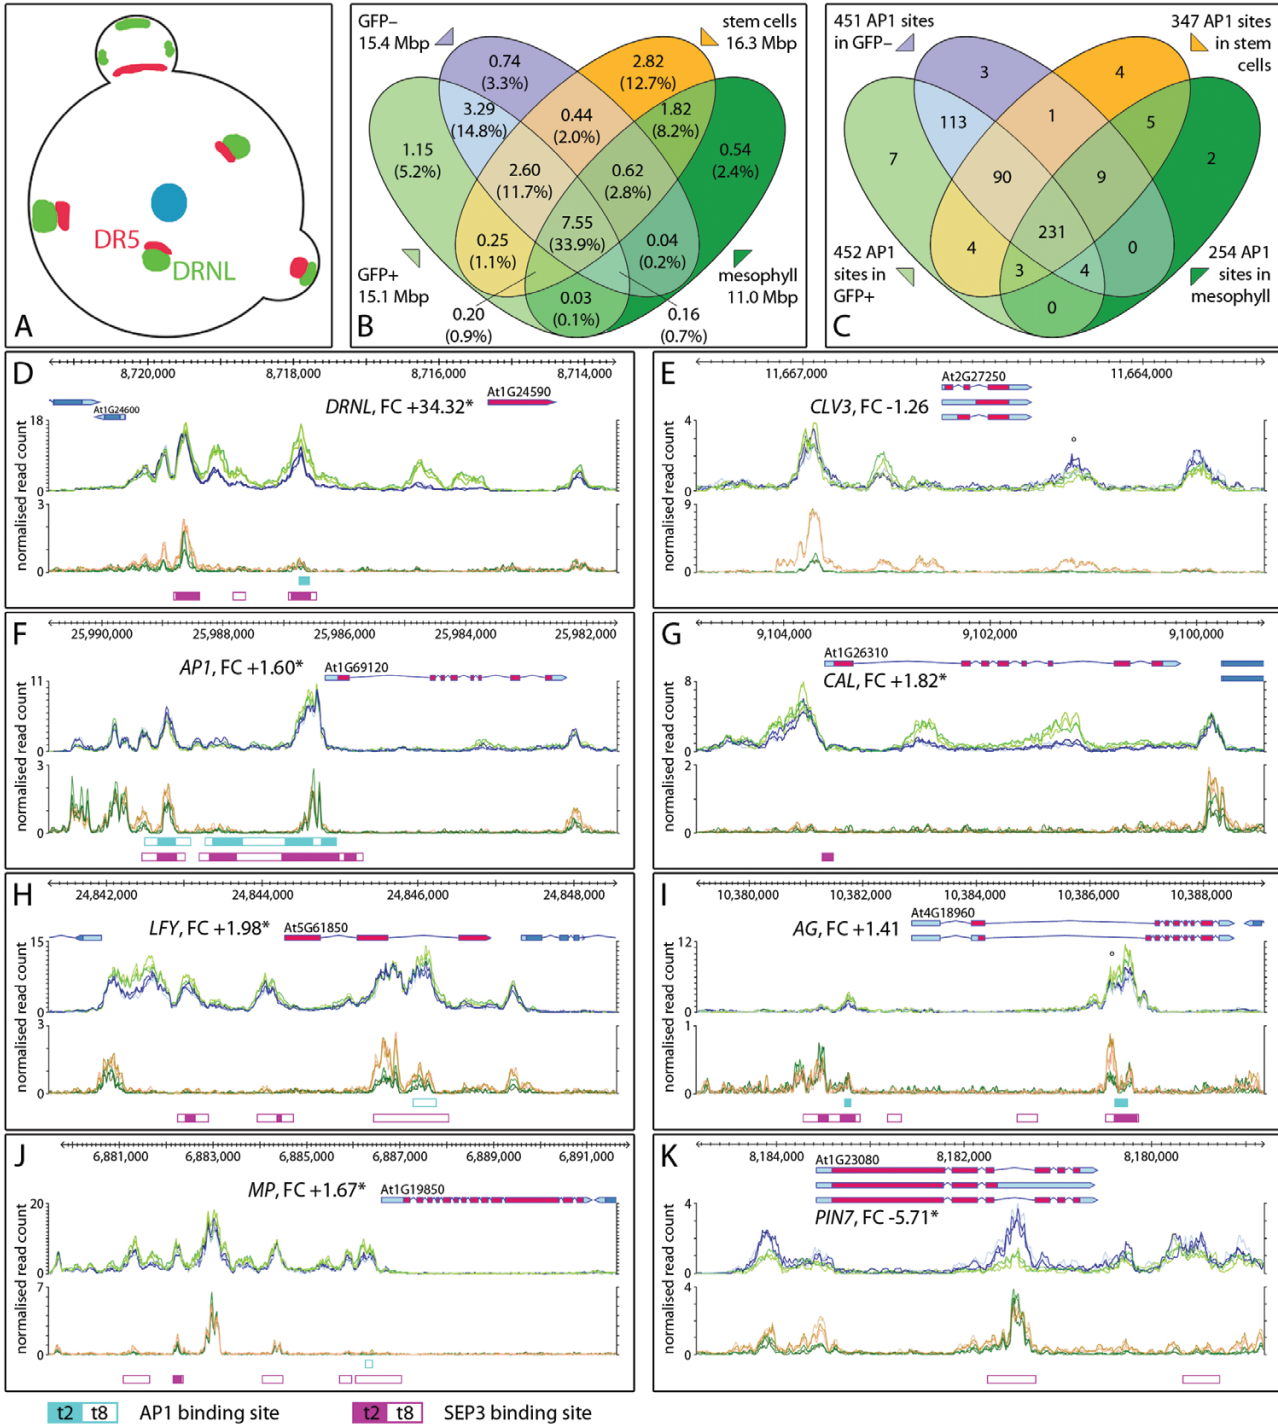 A
DR5
DRNL
B
GFP–
15.4 Mbp
stem cells
16.3 Mbp
0.74
(3.3%)
2.82
(12.7%)
3.29
(14.8%)
0.44
(2.0%)
1.82
(8.2%)
1.15
(5.2%)
2.60
(11.7%)
0.62
(2.8%)
0.54
(2.4%)
7.55
(33.9%)
0.25
(1.1%)
0.04
(0.2%)
GFP+
15.1 Mbp
mesophyll
11.0 Mbp
0.20
(0.9%)
0.03
(0.1%)
0.16
(0.7%)
C
451 AP1 sites
in GFP–
347 AP1 sites
in stem
cells
3
4
113
1
5
7
90
9
2
231
4
0
3
4
0
452 AP1
sites in
GFP+
254 AP1
sites in
mesophyll
D
8,720,000 8,718,000 8,716,000 8,714,000
At1G24600
DRNL, FC +34.32*
At1G24590
normalised read count
18
0
3
0
E
11,667,000 11,664,000
At2G27250
CLV3, FC -1.26
normalised read count
4
0
9
0
F
25,990,000 25,988,000 25,986,000 25,984,000 25,982,000
AP1, FC +1.60*
At1G69120
normalised read count
11
0
3
0
G
9,104,000 9,102,000 9,100,000
At1G26310
CAL, FC +1.82*
normalised read count
8
0
2
0
H
24,842,000 24,844,000 24,846,000 24,848,000
LFY, FC +1.98*
At5G61850
normalised read count
15
0
3
0
I
10,380,000 10,382,000 10,384,000 10,386,000 10,388,000
At4G18960
AG, FC +1.41
normalised read count
12
0
1
0
J
6,881,000 6,883,000 6,885,000 6,887,000 6,889,000 6,891,000
MP, FC +1.67*
At1G19850
normalised read count
20
0
7
0
K
8,184,000 8,182,000 8,180,000
At1G23080
PIN7, FC -5.71*
normalised read count
4
0
4
0
t2 t8 AP1 binding site
t2 t8 SEP3 binding site